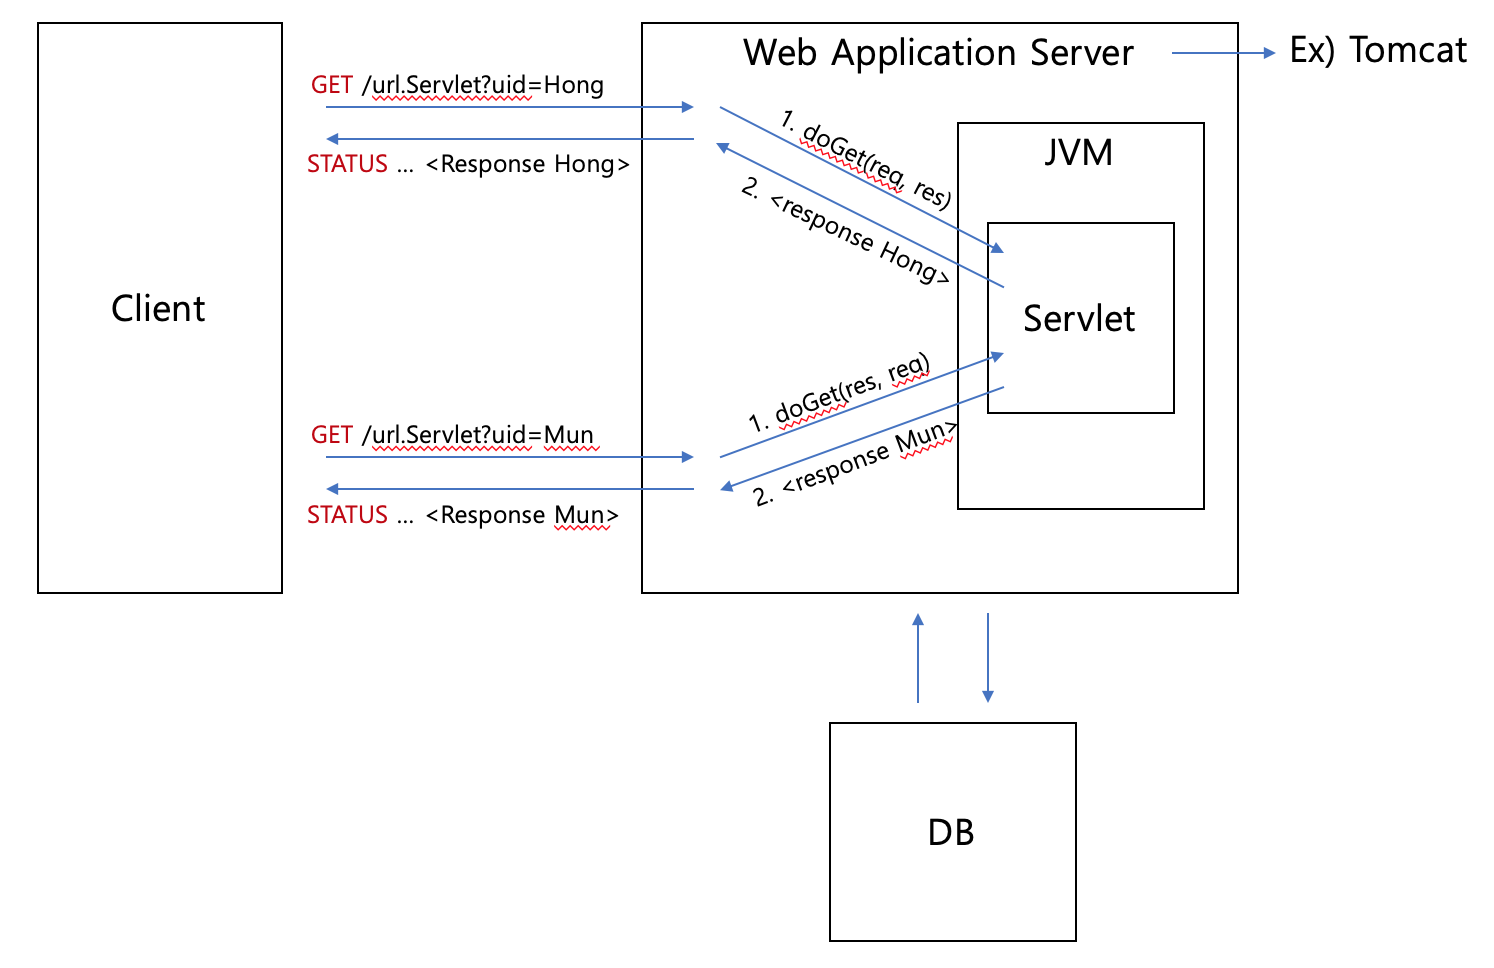 Web Application Server
Ex) Tomcat
GET /url.Servlet?uid=Hong
STATUS ... <Response Hong>
1. doGet(req, res)
2. <response Hong>
JVM
Client
Servlet
GET /url.Servlet?uid=Mun
STATUS ... <Response Mun>
1. doGet(res, req)
2. <response Mun>
DB